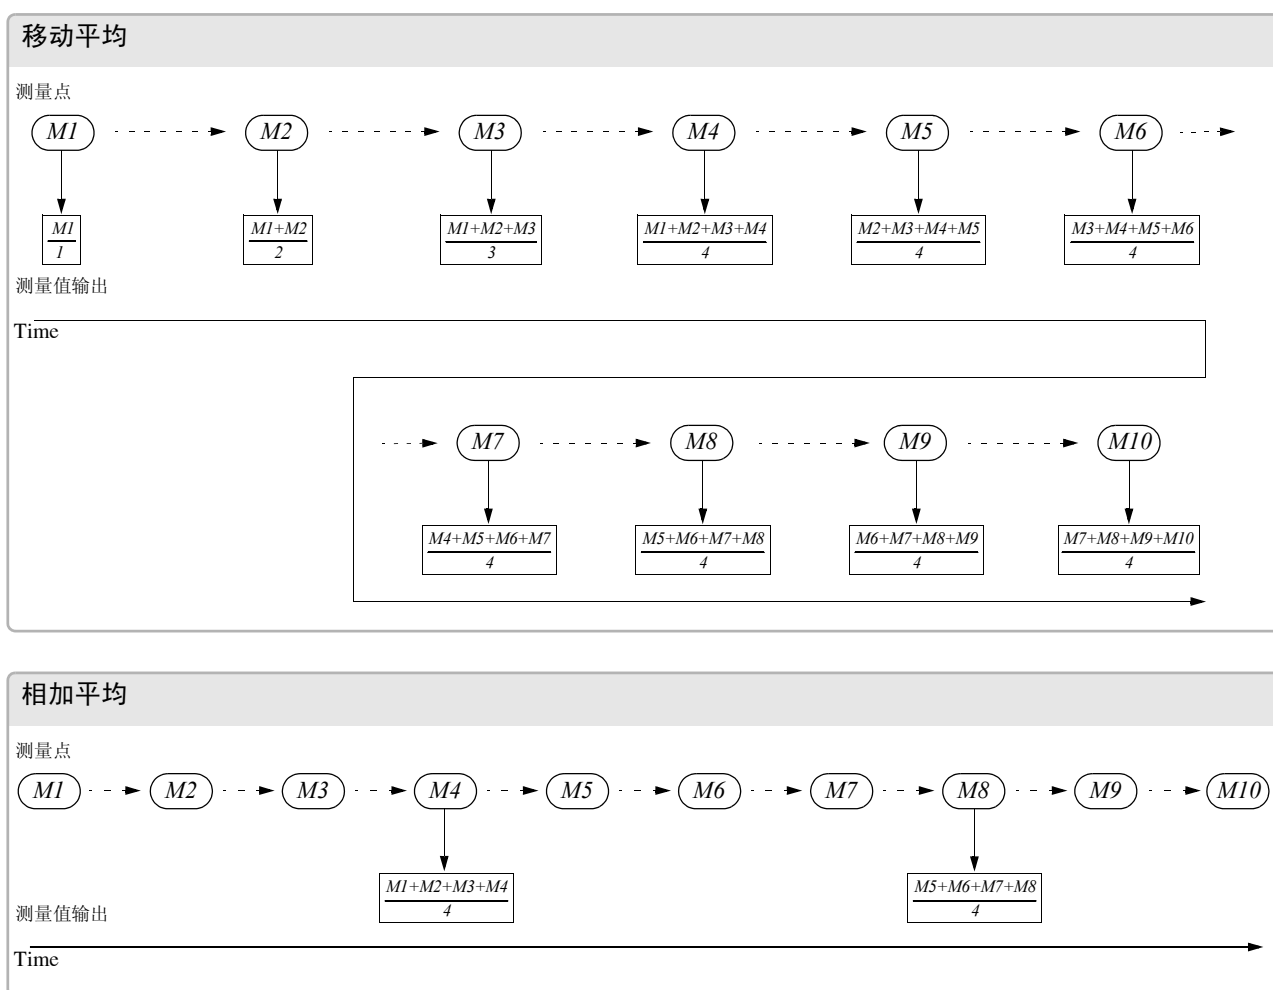 移动平均
测量点
M1 M2 M3 M4 M5 M6
M1 M1+M2 M1+M2+M3 M1+M2+M3+M4 M2+M3+M4+M5 M3+M4+M5+M6
1 2 3 4 4 4
测量值输出
Time
M7 M8 M9 M10
M4+M5+M6+M7 M5+M6+M7+M8 M6+M7+M8+M9 M7+M8+M9+M10
4 4 4 4
相加平均
测量点
M1 M2 M3 M4 M5 M6 M7 M8 M9 M10
M1+M2+M3+M4 M5+M6+M7+M8
4 4
测量值输出
Time